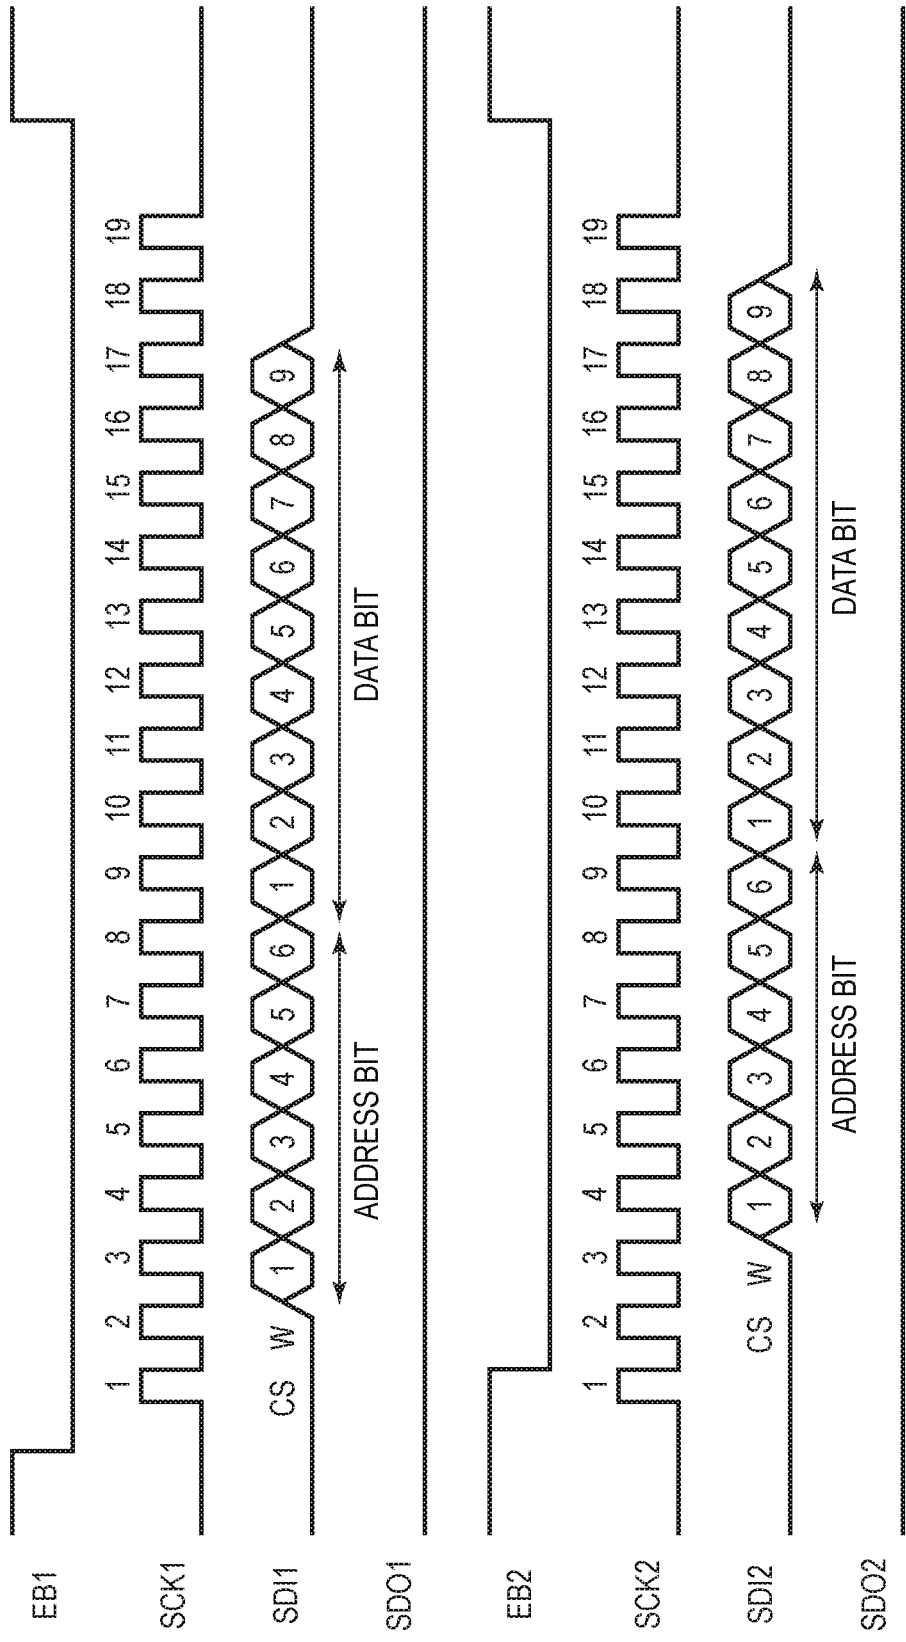 EB1
SCK1 1 2 3 4 5 6 7 8 9 10 11 12 13 14 15 16 17 18 19
SDI1 CS W 1 2 3 4 5 6 1 2 3 4 5 6 7 8 9
ADDRESS BIT DATA BIT
SDO1
EB2
SCK2 1 2 3 4 5 6 7 8 9 10 11 12 13 14 15 16 17 18 19
SDI2 CS W 1 2 3 4 5 6 1 2 3 4 5 6 7 8 9
ADDRESS BIT DATA BIT
SDO2